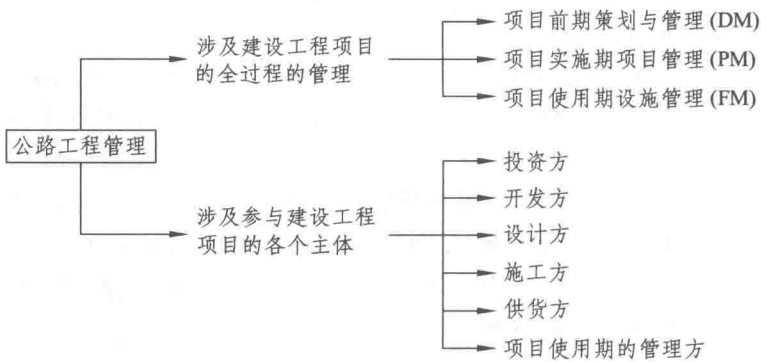 公路工程管理
涉及建设工程项目
的全过程的管理
项目前期策划与管理(DM)
项目实施期项目管理(PM)
项目使用期设施管理(FM)
涉及参与建设工程
项目的各个主体
投资方
开发方
设计方
施工方
供货方
项目使用期的管理方